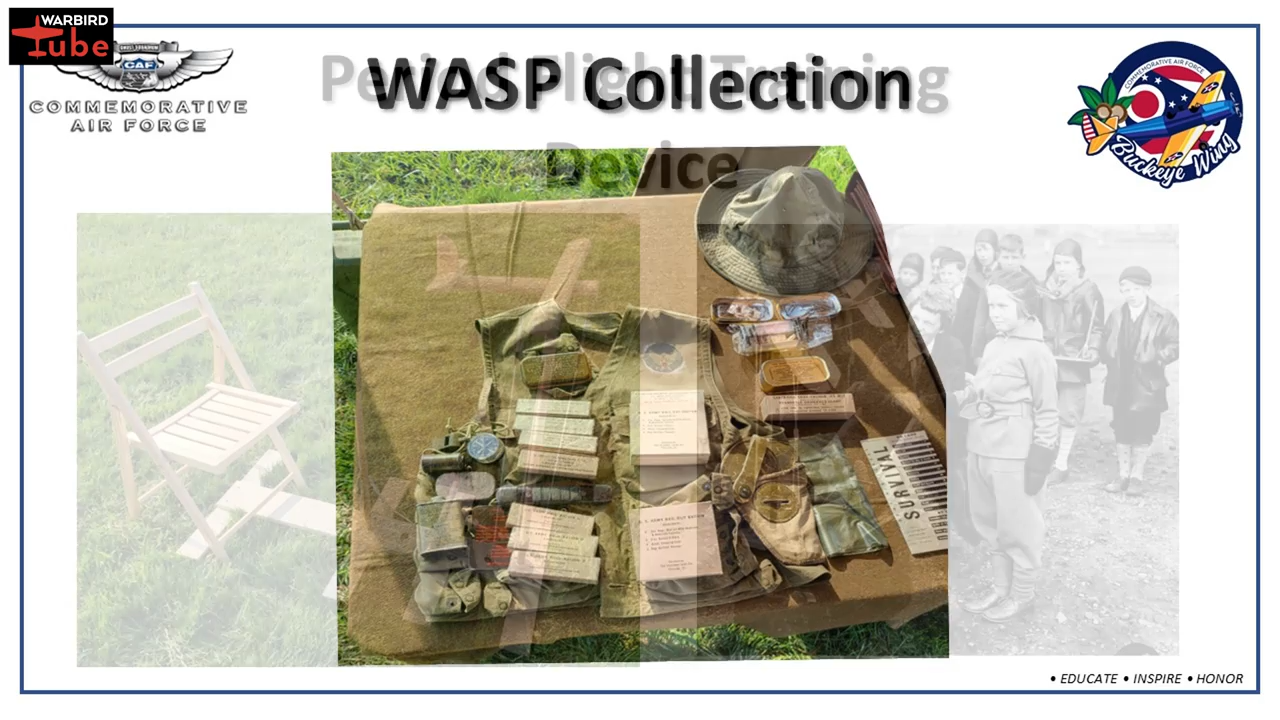 WARBIRD
Tube
CAF
COMMEMORATIVE
AIR FORCE
WASP Collection
Period Flight Training
Device
COMMEMORATIVE AIR FORCE
Buckeye Wing
SURVIVAL
• EDUCATE • INSPIRE • HONOR